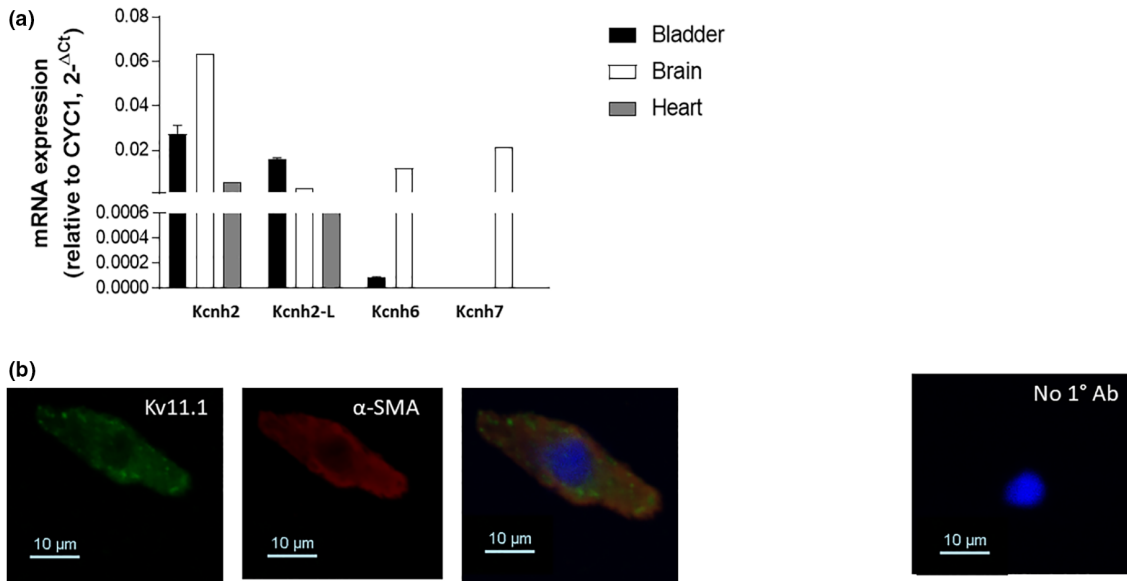 (a)
mRNA expression
(relative to CYC1, 2-ΔCt)
0.08
0.06
0.04
0.02
0.0006
0.0004
0.0002
0.0000
Kcnh2 Kcnh2-L Kcnh6 Kcnh7
Bladder
Brain
Heart
(b)
Kv11.1
10 µm
α-SMA
10 µm
10 µm
No 1° Ab
10 µm